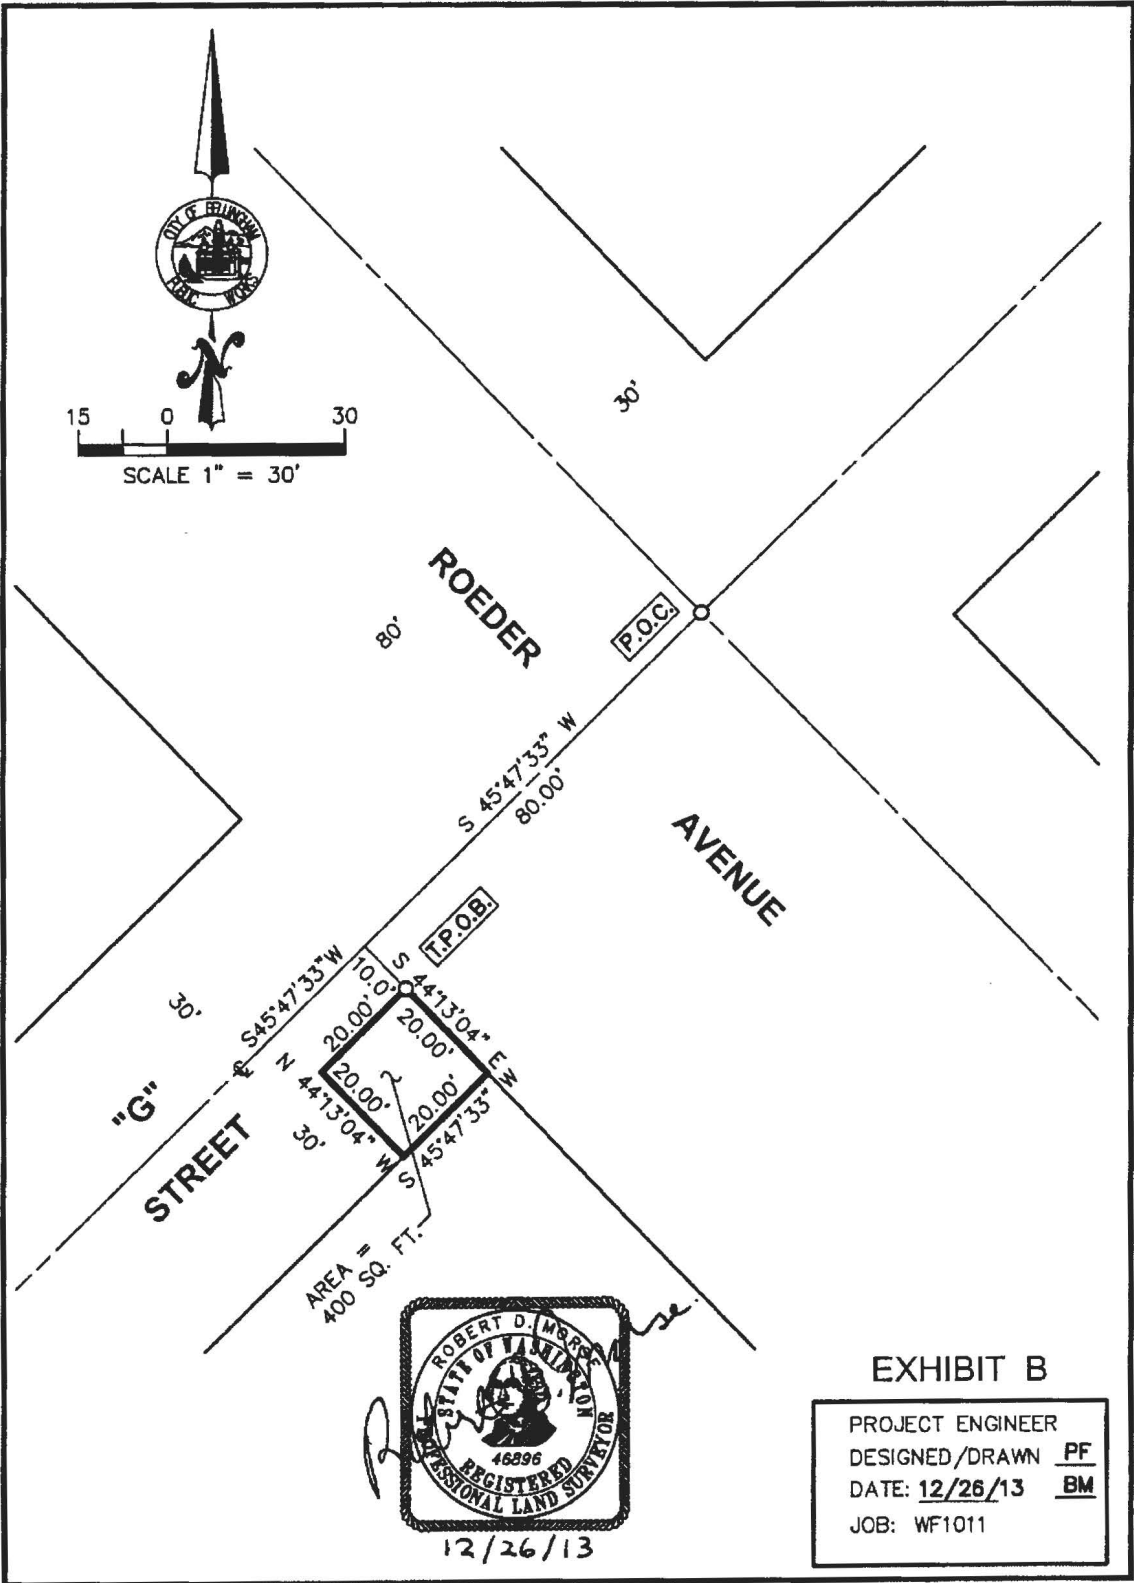 CITY OF BELLINGHAM
PUBLIC WORKS
N
15 0 30
SCALE 1" = 30'
30'
ROEDER
80'
P.O.C.
S 45°47'33" W
80.00'
AVENUE
T.P.O.B.
S45°47'33"W
10.0'
S 44°13'04" E
30'
20.00'
20.00'
N 44°13'04" W
20.00'
20.00'
S 45°47'33" W
"G"
STREET
30'
AREA =
400 SQ. FT.
ROBERT D. MORSE
STATE OF WASHINGTON
46896
REGISTERED
PROFESSIONAL LAND SURVEYOR
12/26/13
EXHIBIT B
PROJECT ENGINEER
DESIGNED/DRAWN PF
DATE: 12/26/13 BM
JOB: WF1011